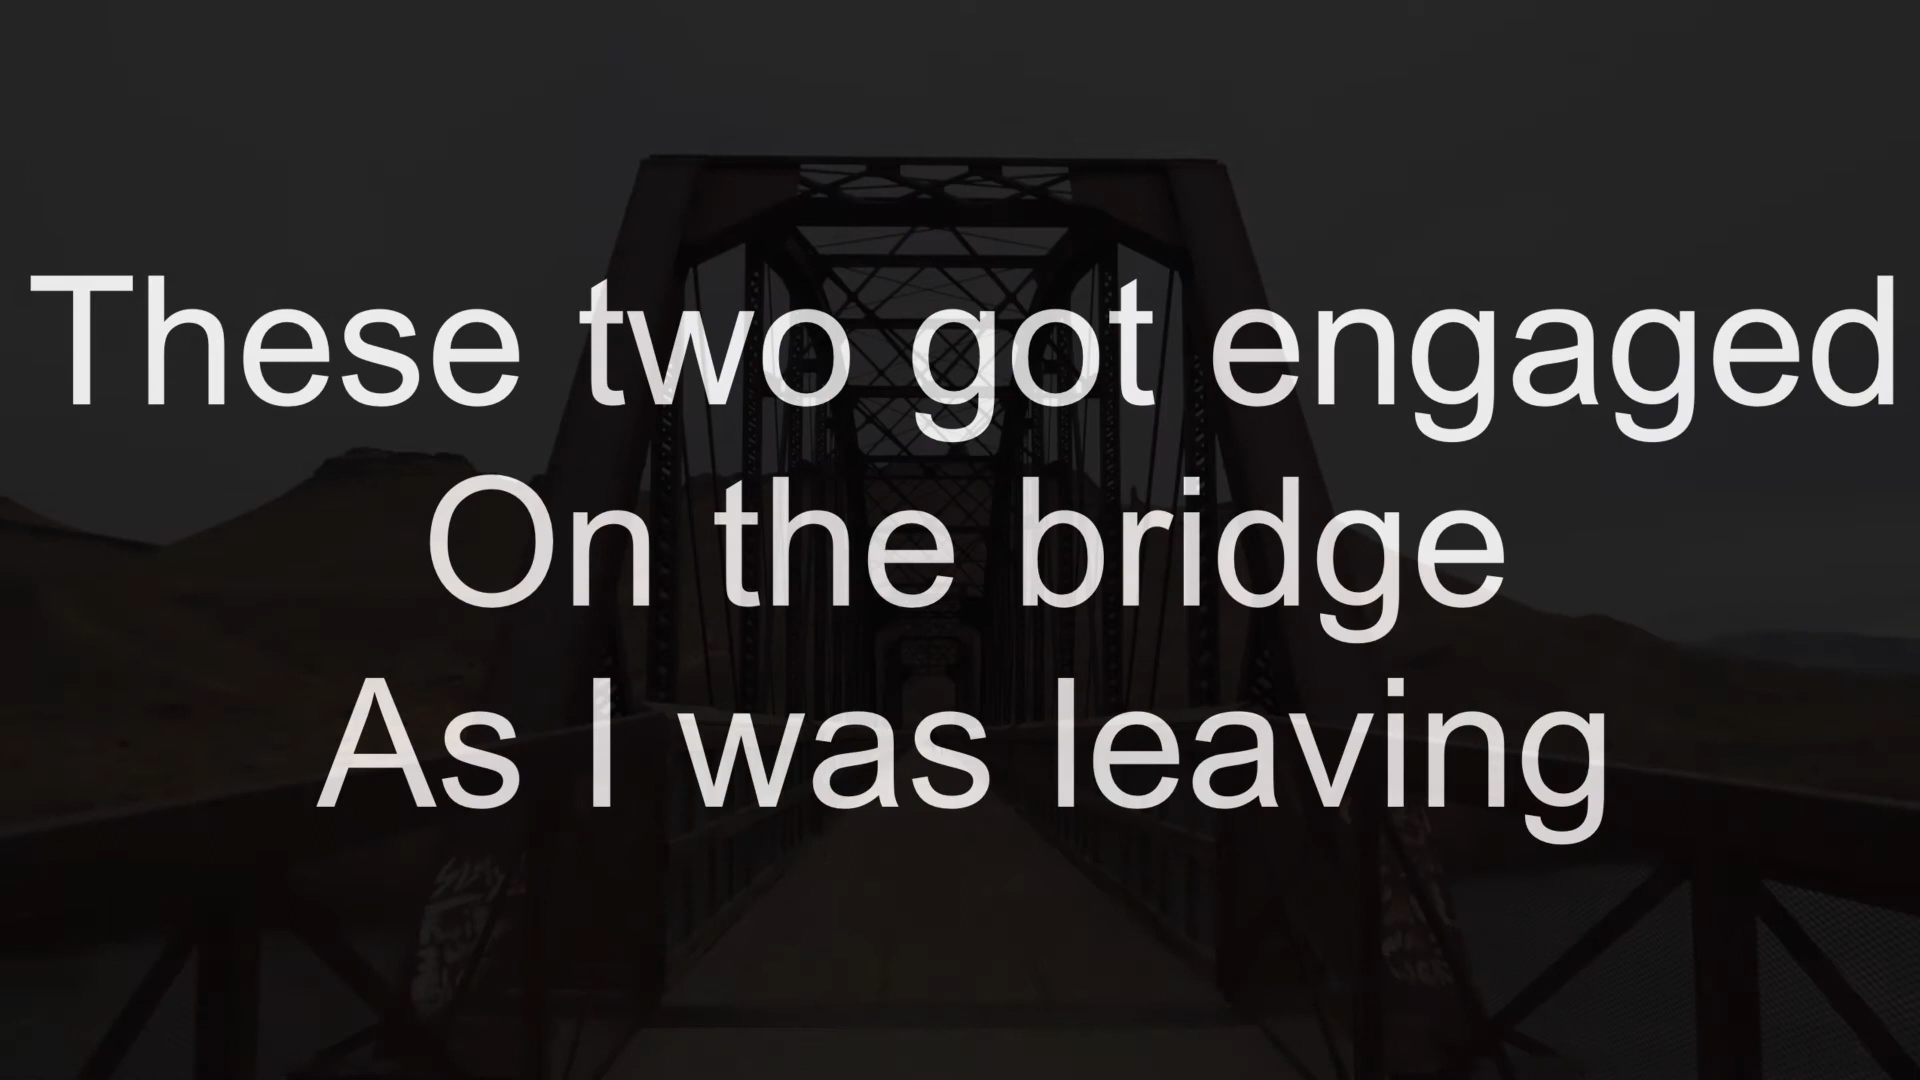 These two got engaged
On the bridge
As I was leaving